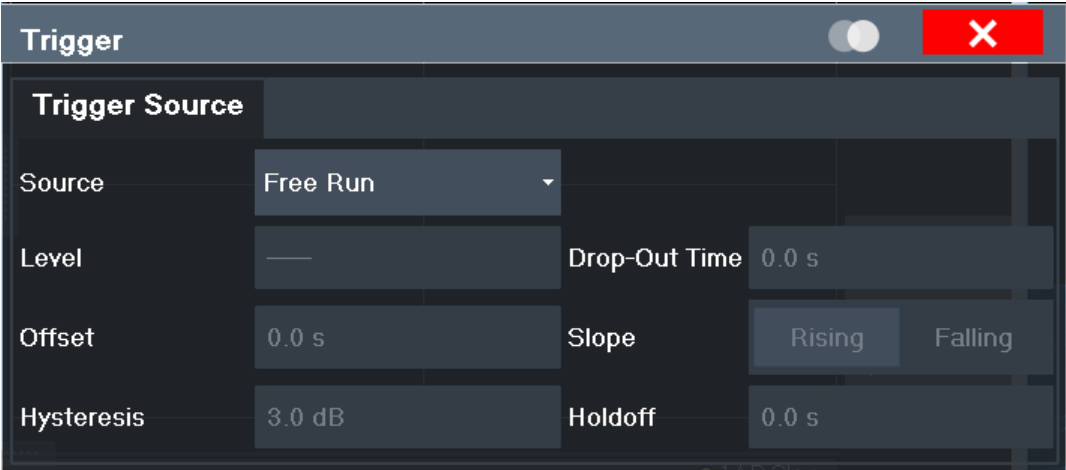 Trigger
Trigger Source
Source Free Run
Level Drop-Out Time 0.0 s
Offset 0.0 s Slope Rising Falling
Hysteresis 3.0 dB Holdoff 0.0 s